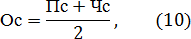 Ос = (Пс + Чс) / 2 ,     (10)